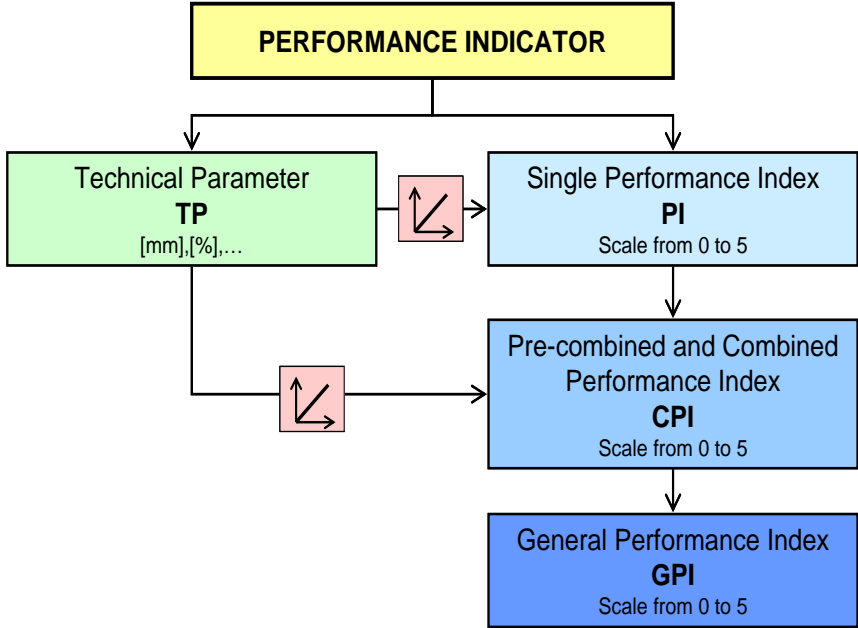 PERFORMANCE INDICATOR
Technical Parameter
TP
[mm],[%],…
Single Performance Index
PI
Scale from 0 to 5
Pre-combined and Combined
Performance Index
CPI
Scale from 0 to 5
General Performance Index
GPI
Scale from 0 to 5